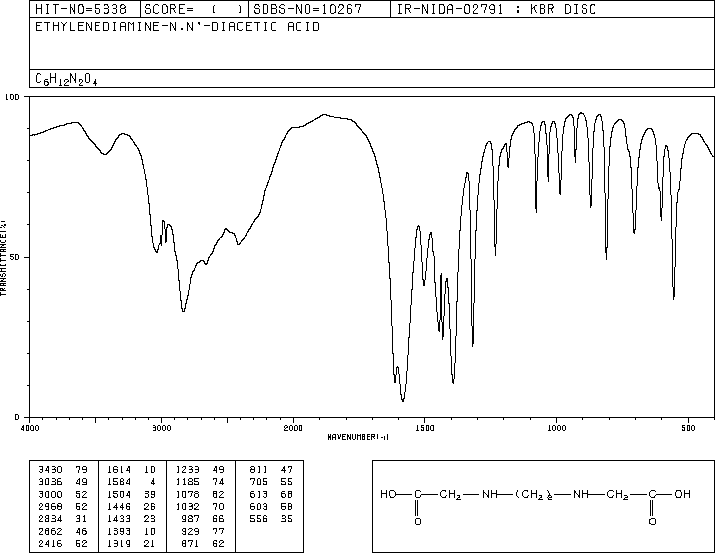 HIT-NO=5338 SCORE= ( ) SDBS-NO=10267 IR-NIDA-02791 : KBR DISC
ETHYLENEDIAMINE-N.N'-DIACETIC ACID
C6H12N2O4
100
50
0
TRANSMITTANCE(%)
4000 3000 2000 1500 1000 500
WAVENUMBER(-1)
3430 79 1614 10 1233 49 811 47
3036 49 1584 4 1185 74 705 55
3000 52 1504 39 1078 62 613 68
2968 52 1446 26 1032 70 603 58
2834 31 1433 23 987 66 556 35
2662 46 1393 10 929 77
2416 52 1319 21 871 62
HO—C—CH2—NH—(CH2)2—NH—CH2—C—OH
O O